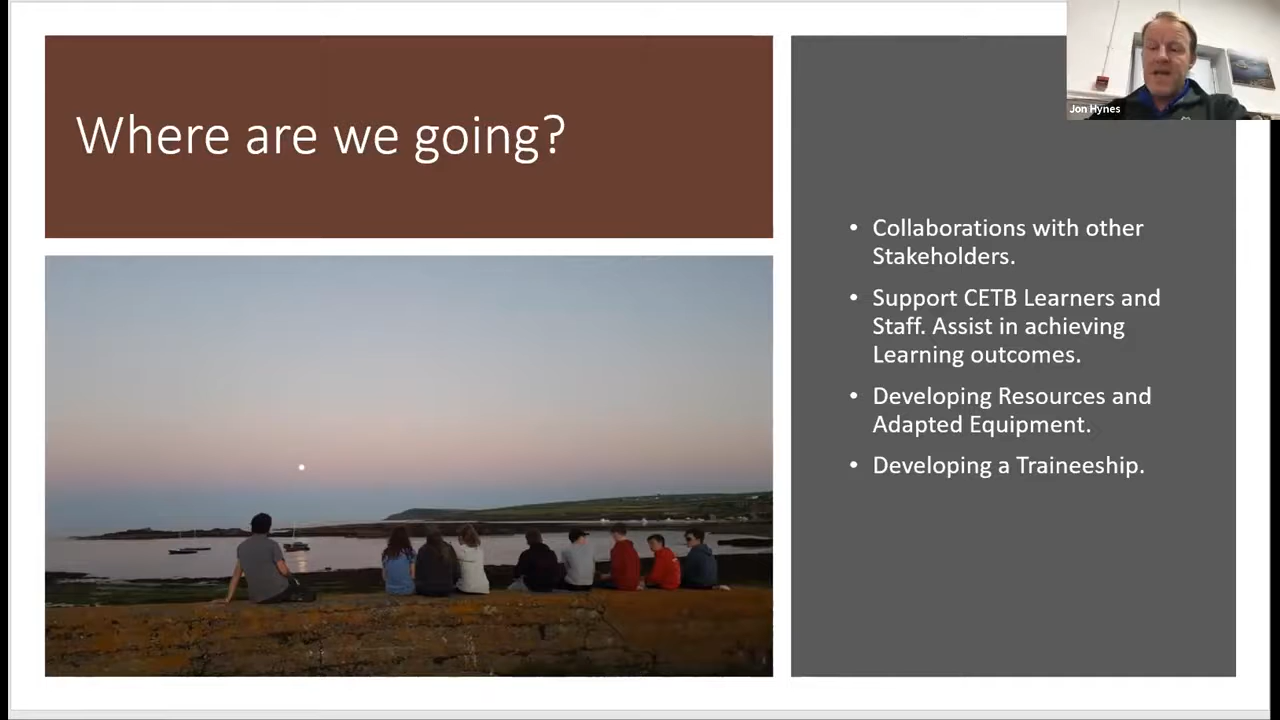 Where are we going?
Jon Hynes
• Collaborations with other
Stakeholders.
• Support CETB Learners and
Staff. Assist in achieving
Learning outcomes.
• Developing Resources and
Adapted Equipment.
• Developing a Traineeship.